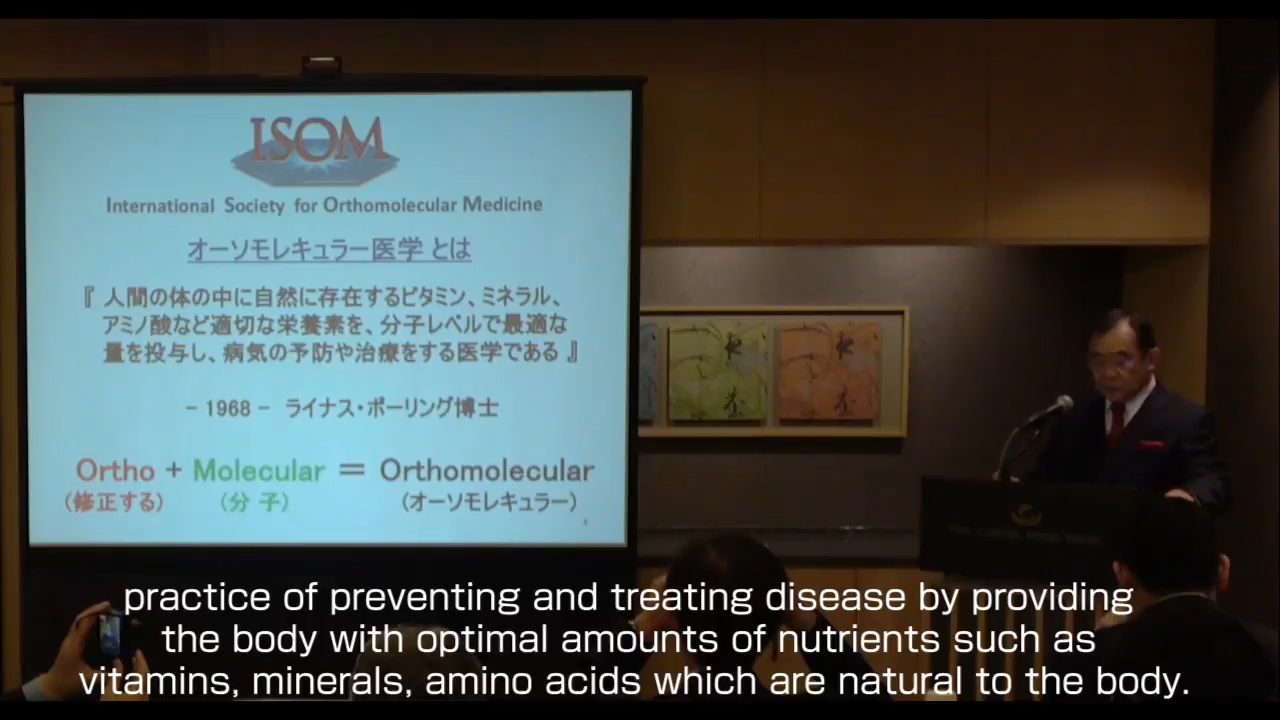 ISOM
International Society for Orthomolecular Medicine
オーソモレキュラー医学 とは
『 人間の体の中に自然に存在するビタミン、ミネラル、
アミノ酸など適切な栄養素を、分子レベルで最適な
量を投与し、病気の予防や治療をする医学である 』
– 1968 – ライナス・ポーリング博士
Ortho + Molecular = Orthomolecular
(修正する) (分 子) (オーソモレキュラー)
4
practice of preventing and treating disease by providing
the body with optimal amounts of nutrients such as
vitamins, minerals, amino acids which are natural to the body.